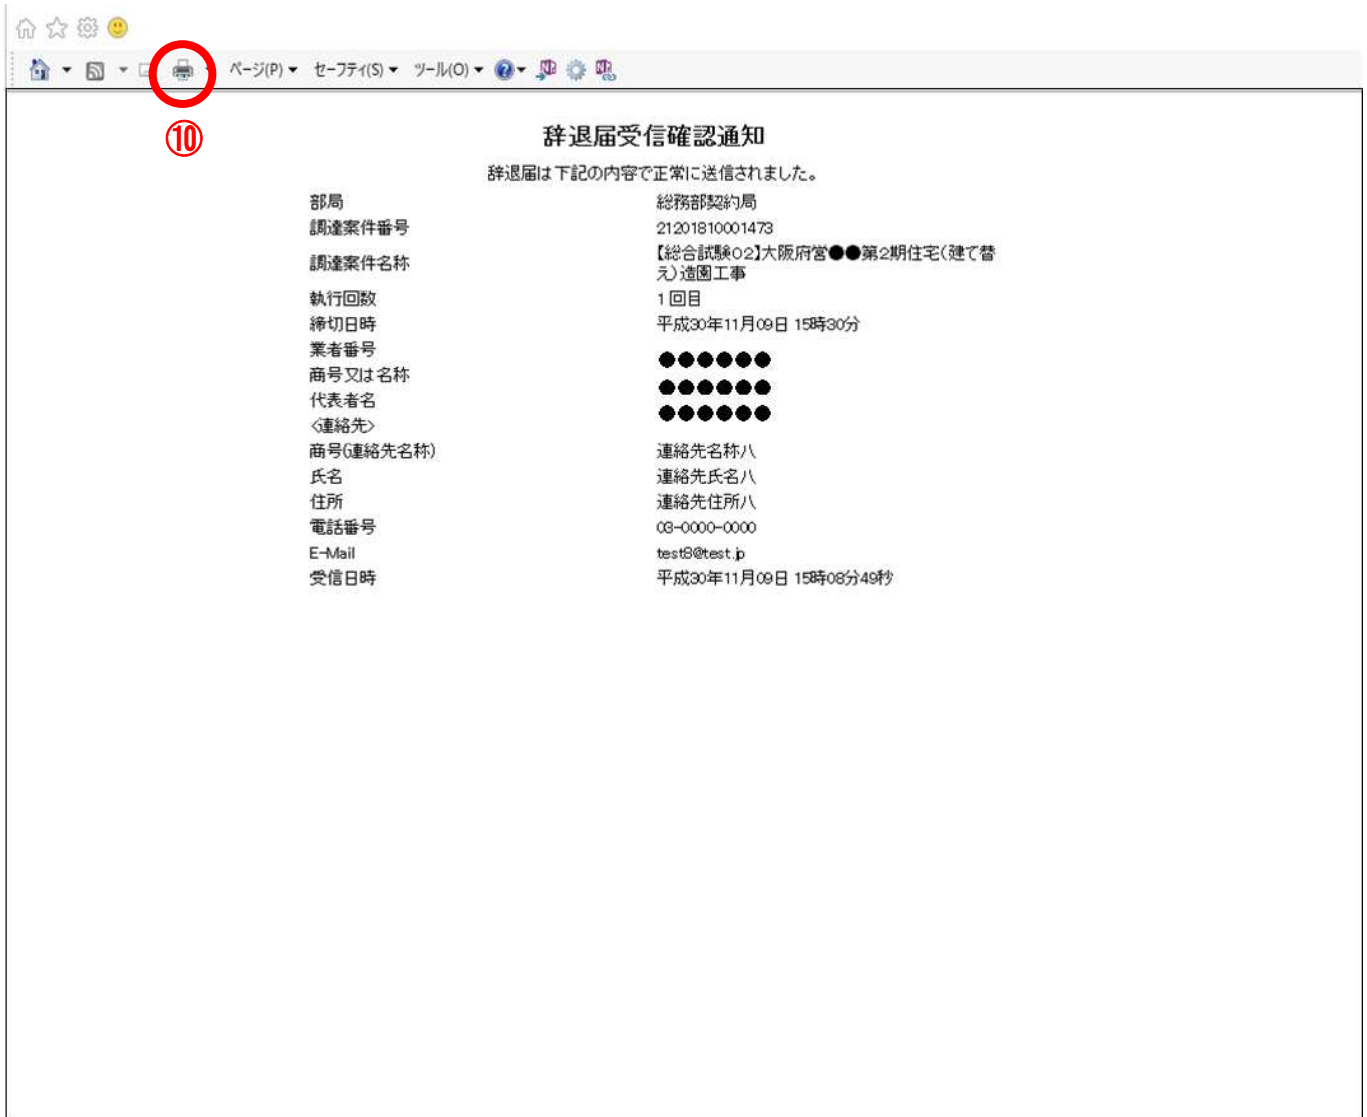 ページ(P) セーフティ(S) ツール(O)
⑩
辞退届受信確認通知
辞退届は下記の内容で正常に送信されました。
部局 総務部契約局
調達案件番号 21201810001473
調達案件名称 【総合試験02】大阪府営●●第2期住宅(建て替
え)造園工事
執行回数 1回目
締切日時 平成30年11月09日 15時30分
業者番号 ●●●●●●
商号又は名称 ●●●●●●
代表者名 ●●●●●●
<連絡先>
商号(連絡先名称) 連絡先名称八
氏名 連絡先氏名八
住所 連絡先住所八
電話番号 03-0000-0000
E-Mail test8@test.jp
受信日時 平成30年11月09日 15時08分49秒